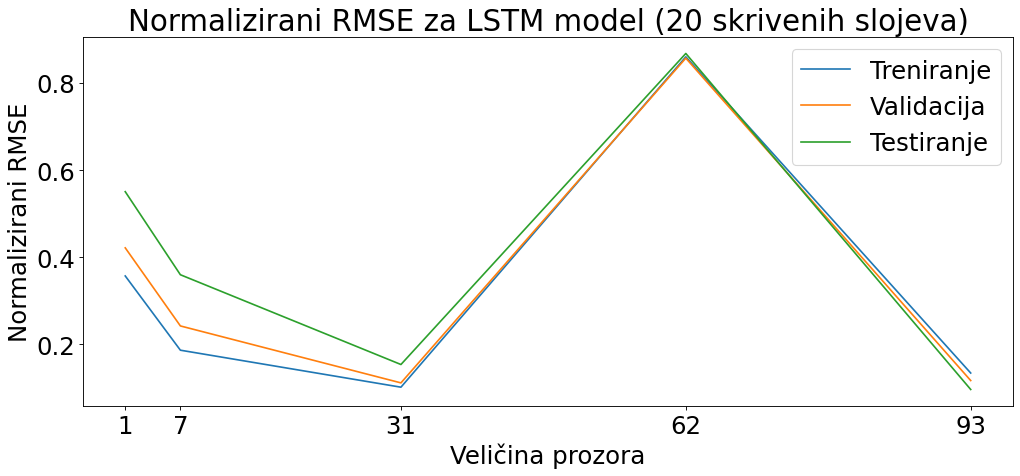 Normalizirani RMSE za LSTM model (20 skrivenih slojeva)
Normalizirani RMSE
0.8
0.6
0.4
0.2
Treniranje
Validacija
Testiranje
1 7 31 62 93
Veličina prozora